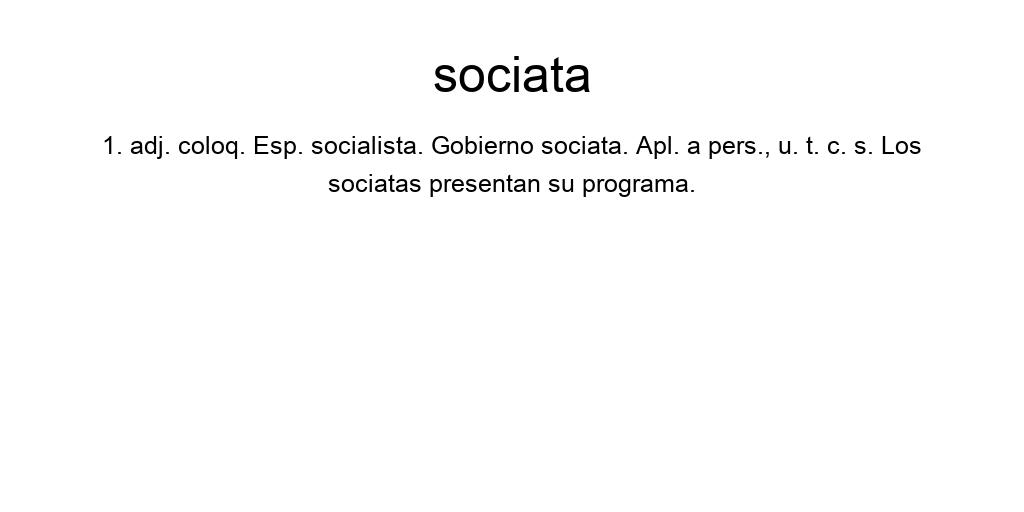 sociata
1. adj. coloq. Esp. socialista. Gobierno sociata. Apl. a pers., u. t. c. s. Los
sociatas presentan su programa.